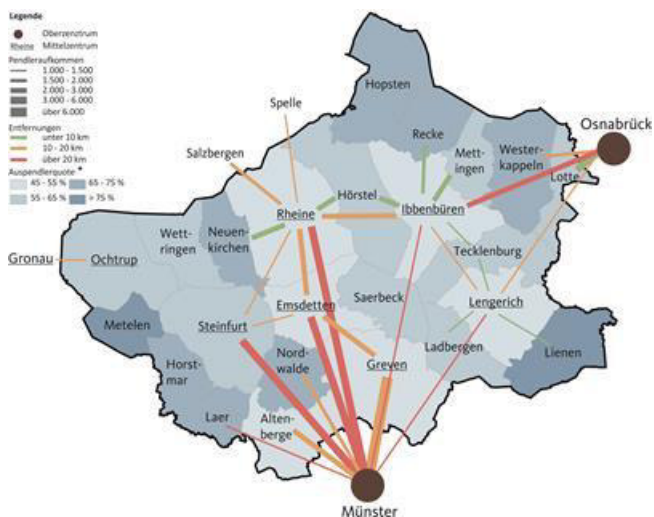 Legende
Oberzentrum
Rheine Mittelzentrum
Pendleraufkommen
1.000 - 1.500
1.500 - 2.000
2.000 - 3.000
3.000 - 6.000
über 6.000
Entfernungen
unter 10 km
10 - 20 km
über 20 km
Auspendlerquote *
45 - 55 % 65 - 75 %
55 - 65 % > 75 %
Hopsten
Spelle
Recke
Osnabrück
Salzbergen
Mett-
ingen
Wester-
kappeln
Lotte
Hörstel
Rheine
Ibbenbüren
Wett-
ringen
Neuen-
kirchen
Tecklenburg
Gronau
Ochtrup
Saerbeck
Lengerich
Emsdetten
Metelen
Steinfurt
Ladbergen
Lienen
Nord-
walde
Horst-
mar
Greven
Laer
Alten-
berge
Münster